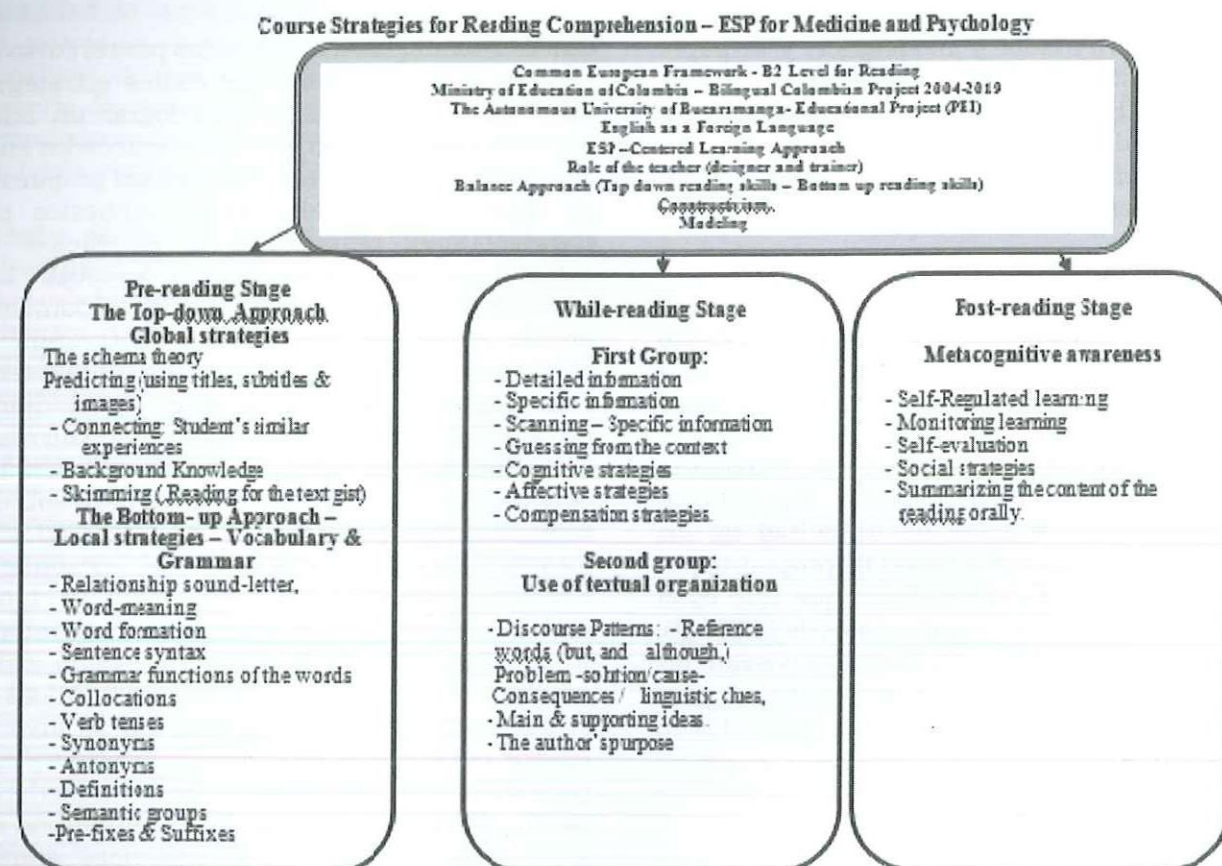 Course Strategies for Reading Comprehension – ESP for Medicine and Psychology
Common European Framework - B2 Level for Reading
Ministry of Education of Colombia – Bilingual Colombian Project 2004-2019
The Autonomous University of Bucaramanga- Educational Project (PEI)
English as a Foreign Language
ESP –Centered Learning Approach
Role of the teacher (designer and trainer)
Balance Approach (Top down reading skills – Bottom up reading skills)
Constructivism.
Modeling
Pre-reading Stage
The Top-down Approach
Global strategies
The schema theory
Predicting (using titles, subtitles &
images)
- Connecting: Student's similar
experiences
- Background Knowledge
- Skimming ( Reading for the text gist)
The Bottom- up Approach –
Local strategies – Vocabulary &
Grammar
- Relationship sound-letter,
- Word-meaning
- Word formation
- Sentence syntax
- Grammar functions of the words
- Collocations
- Verb tenses
- Synonyms
- Antonyms
- Definitions
- Semantic groups
-Pre-fixes & Suffixes
While-reading Stage
First Group:
- Detailed information
- Specific information
- Scanning – Specific information
- Guessing from the context
- Cognitive strategies
- Affective strategies
- Compensation strategies.
Second group:
Use of textual organization
- Discourse Patterns: - Reference
words (but, and although,)
Problem -solution/cause-
Consequences / linguistic clues,
- Main & supporting ideas.
- The author's purpose
Post-reading Stage
Metacognitive awareness
- Self-Regulated learning
- Monitoring learning
- Self-evaluation
- Social strategies
- Summarizing the content of the
reading orally.